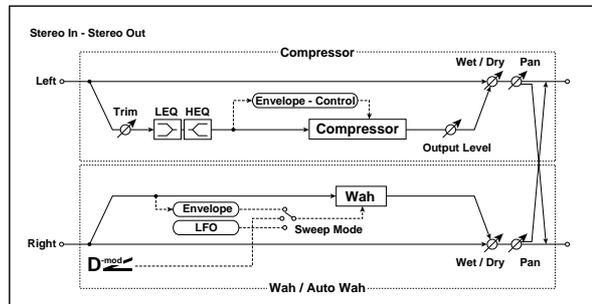 Stereo In - Stereo Out
Compressor
Wet / Dry
Pan
Left
Envelope - Control
Trim
LEQ
HEQ
Compressor
Output Level
Wah
Envelope
LFO
Sweep Mode
Right
D-mod
Wet / Dry
Pan
Wah / Auto Wah